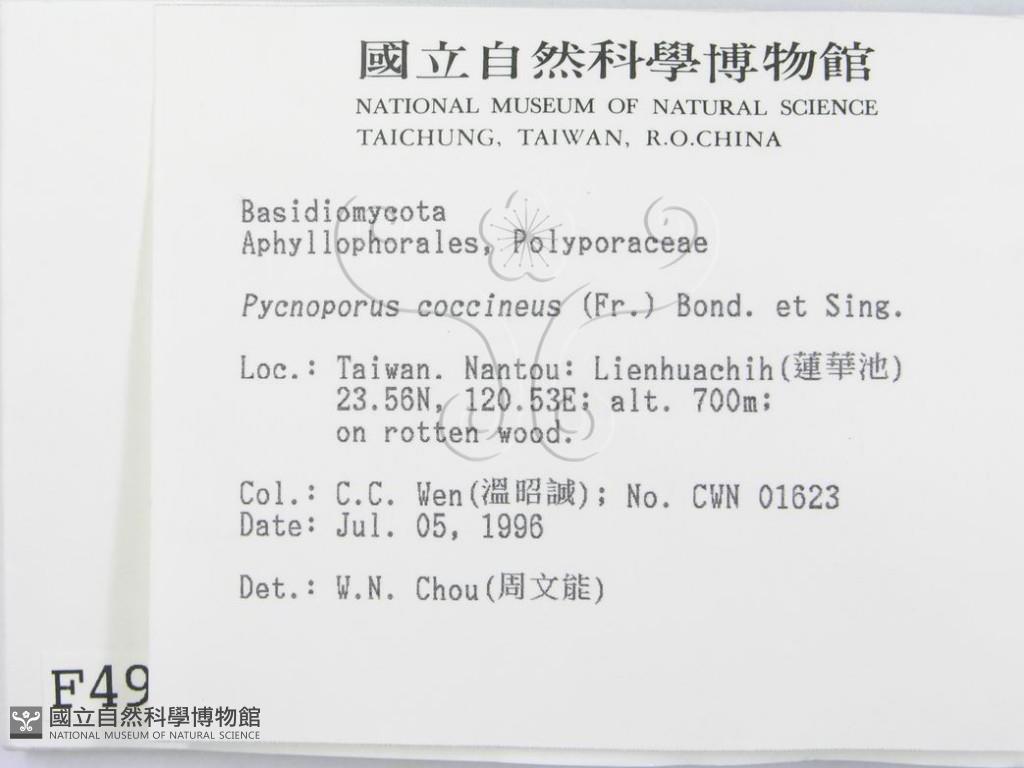 國立自然科學博物館
NATIONAL MUSEUM OF NATURAL SCIENCE
TAICHUNG, TAIWAN, R.O.CHINA
Basidiomycota
Aphyllophorales, Polyporaceae
Pycnoporus coccineus (Fr.) Bond. et Sing.
Loc.: Taiwan. Nantou: Lienhuachih(蓮華池)
23.56N, 120.53E; alt. 700m;
on rotten wood.
Col.: C.C. Wen(溫昭誠); No. CWN 01623
Date: Jul. 05, 1996
Det.: W.N. Chou(周文能)
F49
國立自然科學博物館
NATIONAL MUSEUM OF NATURAL SCIENCE